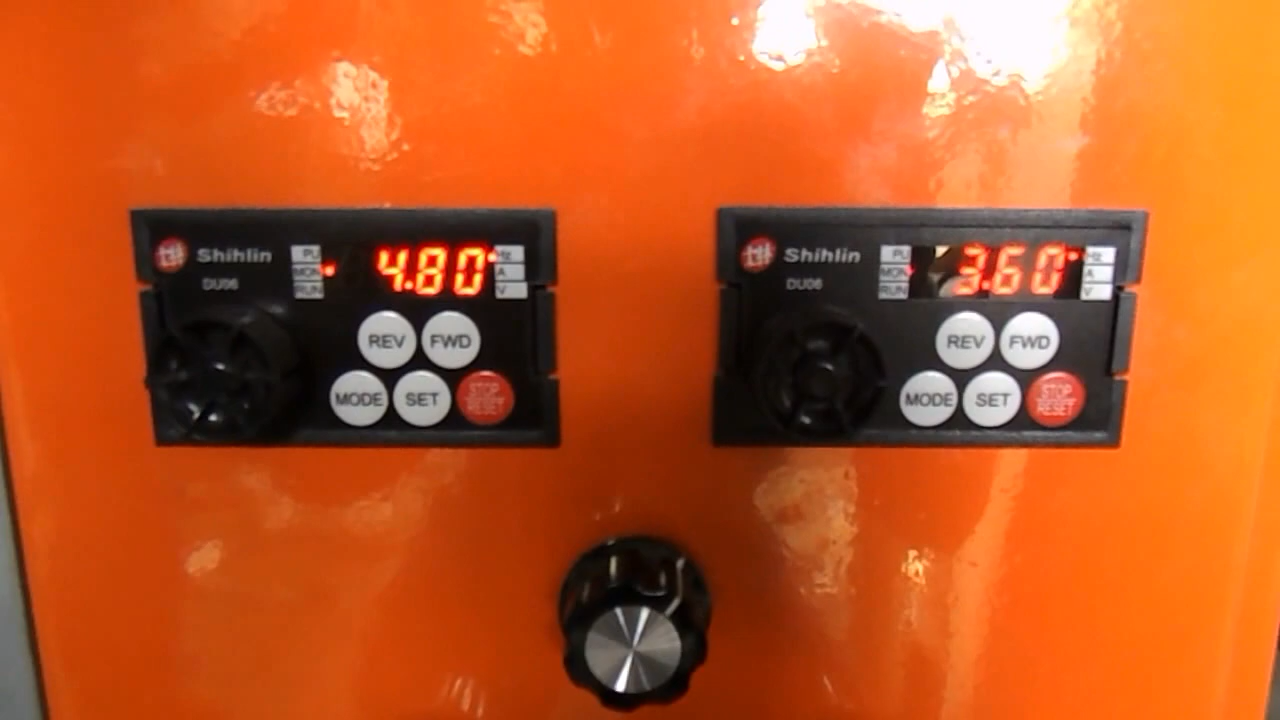 Shihlin
DU06
PU
MON
RUN
4.80
Hz
A
V
REV FWD
MODE SET STOP RESET
Shihlin
DU06
PU
MON
RUN
3.60
Hz
A
V
REV FWD
MODE SET STOP RESET